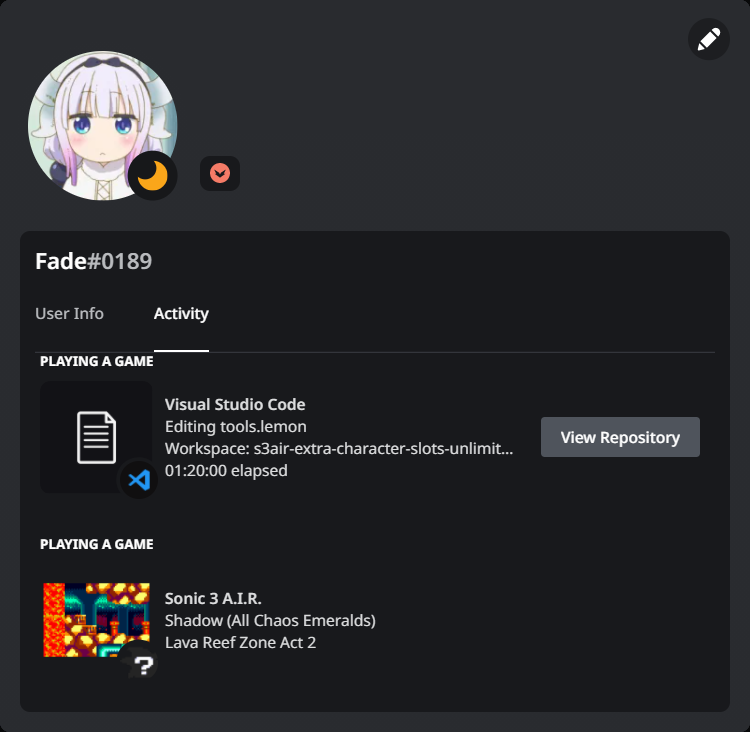 Fade#0189
User Info
Activity
PLAYING A GAME
Visual Studio Code
Editing tools.lemon
Workspace: s3air-extra-character-slots-unlimit...
01:20:00 elapsed
View Repository
PLAYING A GAME
?
Sonic 3 A.I.R.
Shadow (All Chaos Emeralds)
Lava Reef Zone Act 2